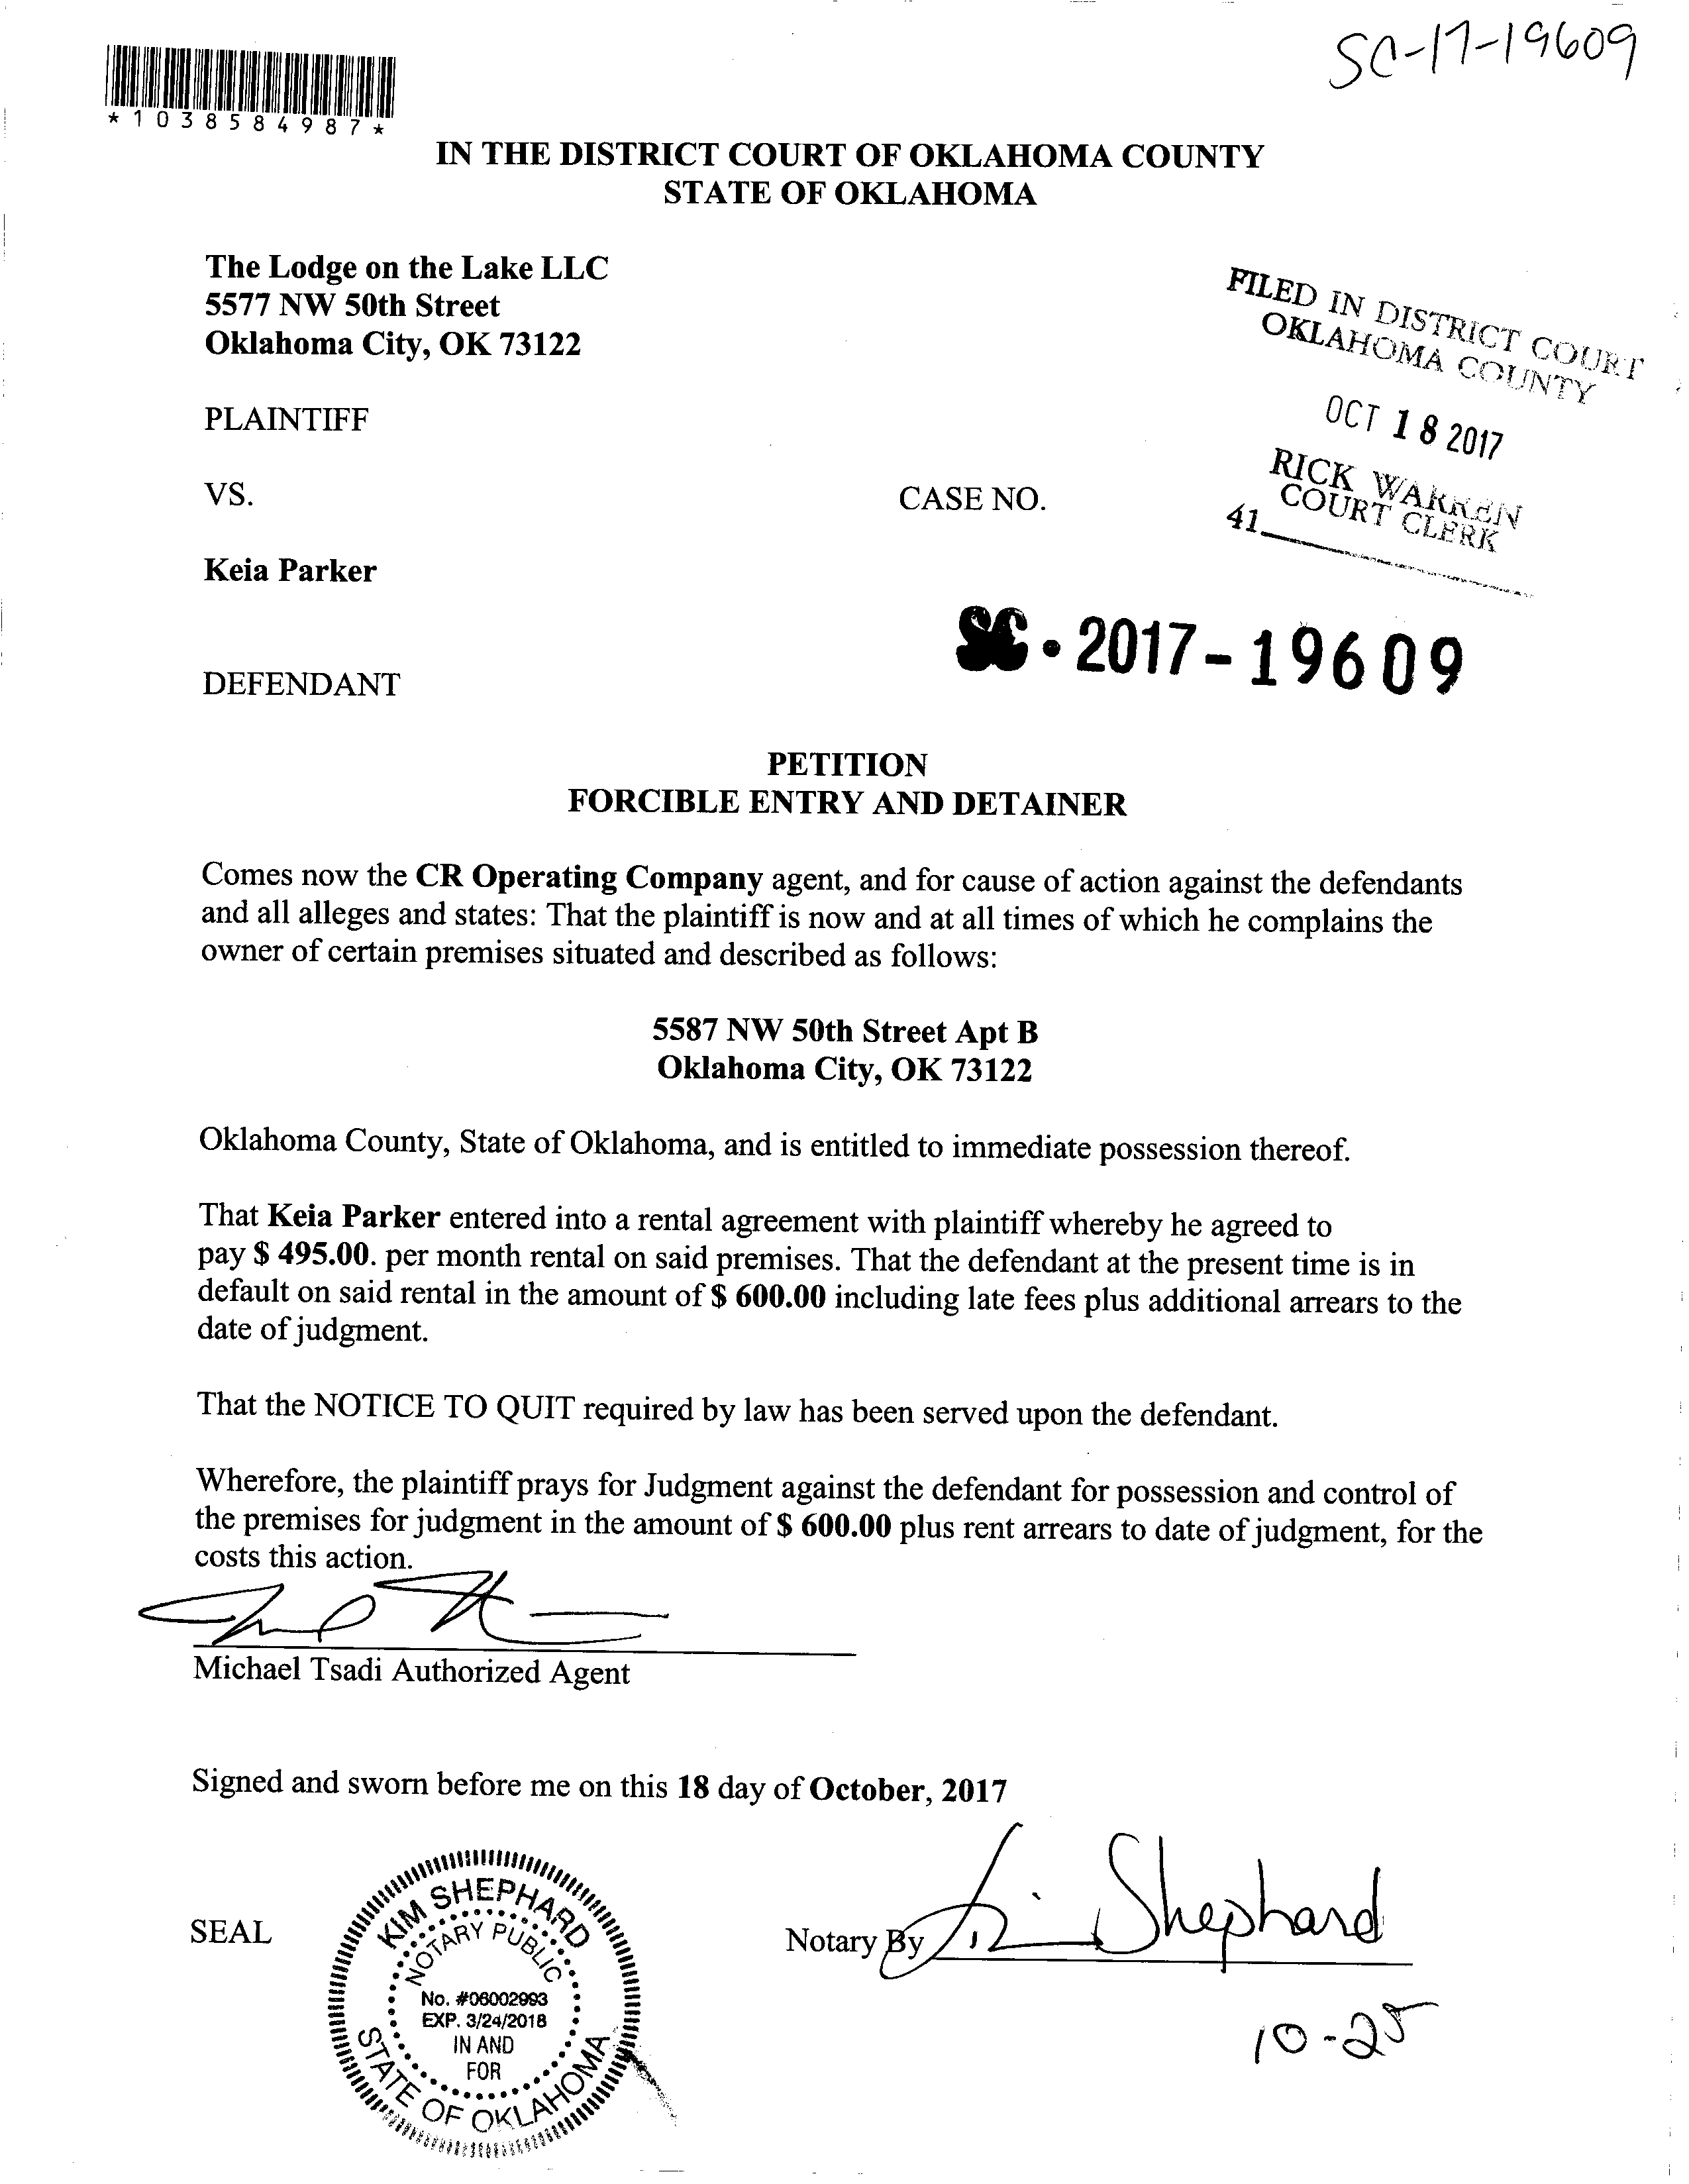 SC-17-19609
*1038584987*
IN THE DISTRICT COURT OF OKLAHOMA COUNTY
STATE OF OKLAHOMA
The Lodge on the Lake LLC
5577 NW 50th Street
Oklahoma City, OK 73122
FILED IN DISTRICT COURT
OKLAHOMA COUNTY
OCT 18 2017
RICK WARREN
COURT CLERK
41
PLAINTIFF
VS.
CASE NO.
Keia Parker
SC-2017-19609
DEFENDANT
PETITION
FORCIBLE ENTRY AND DETAINER
Comes now the CR Operating Company agent, and for cause of action against the defendants
and all alleges and states: That the plaintiff is now and at all times of which he complains the
owner of certain premises situated and described as follows:
5587 NW 50th Street Apt B
Oklahoma City, OK 73122
Oklahoma County, State of Oklahoma, and is entitled to immediate possession thereof.
That Keia Parker entered into a rental agreement with plaintiff whereby he agreed to
pay $ 495.00. per month rental on said premises. That the defendant at the present time is in
default on said rental in the amount of $ 600.00 including late fees plus additional arrears to the
date of judgment.
That the NOTICE TO QUIT required by law has been served upon the defendant.
Wherefore, the plaintiff prays for Judgment against the defendant for possession and control of
the premises for judgment in the amount of $ 600.00 plus rent arrears to date of judgment, for the
costs this action.
Michael Tsadi Authorized Agent
Signed and sworn before me on this 18 day of October, 2017
SEAL
KIM SHEPHARD
NOTARY PUBLIC
No. #06002993
EXP. 3/24/2018
IN AND
FOR
STATE OF OKLAHOMA
Notary By Kim Shephard
10-25